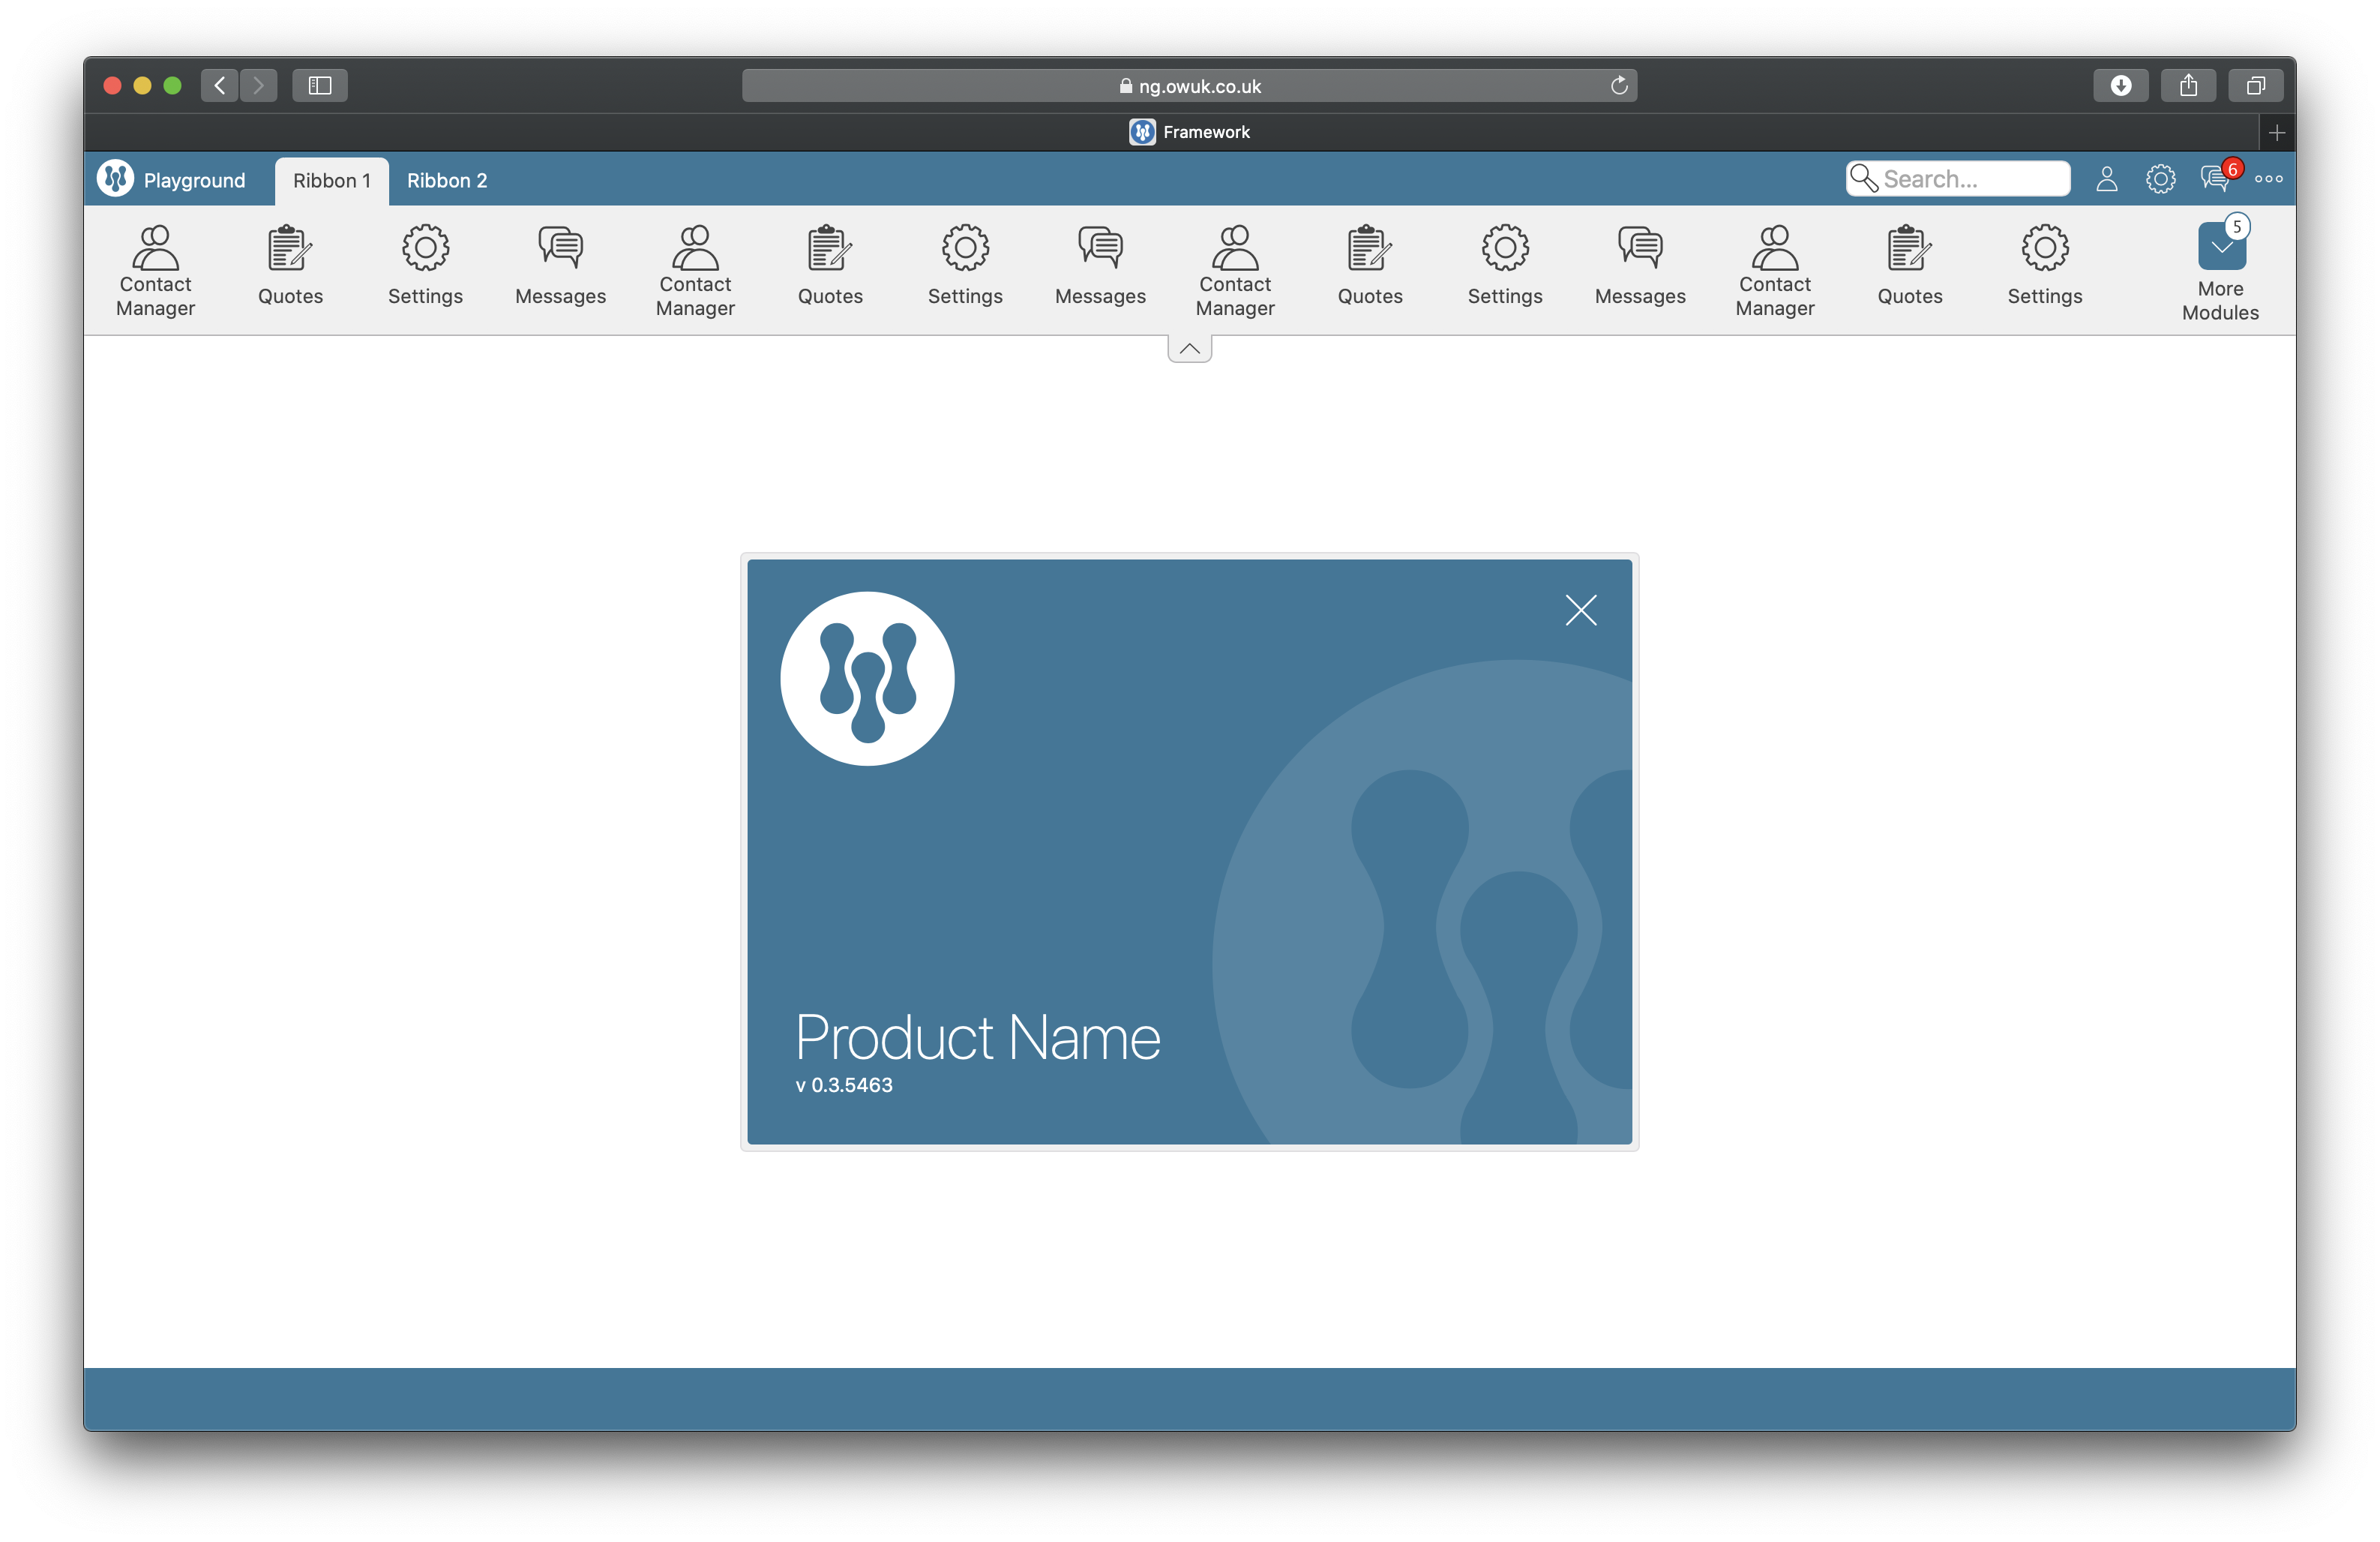 ng.owuk.co.uk
Framework
Playground Ribbon 1 Ribbon 2 Search... 6
Contact Manager Quotes Settings Messages Contact Manager Quotes Settings Messages Contact Manager Quotes Settings Messages Contact Manager Quotes Settings 5 More Modules
Product Name
v 0.3.5463